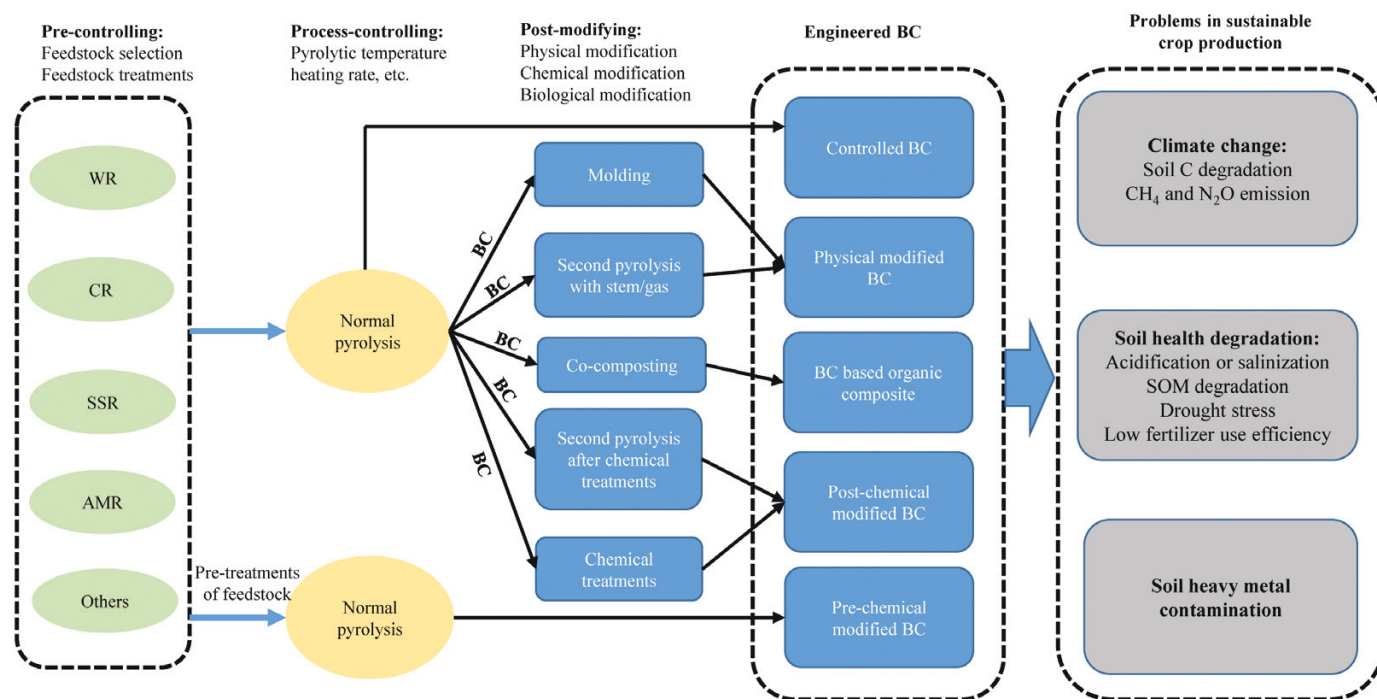 Pre-controlling:
Feedstock selection
Feedstock treatments
Process-controlling:
Pyrolytic temperature
heating rate, etc.
Post-modifying:
Physical modification
Chemical modification
Biological modification
Engineered BC
Problems in sustainable
crop production
WR
CR
SSR
AMR
Others
Pre-treatments
of feedstock
Normal
pyrolysis
Normal
pyrolysis
BC
BC
BC
BC
BC
Molding
Second pyrolysis
with stem/gas
Co-composting
Second pyrolysis
after chemical
treatments
Chemical
treatments
Controlled BC
Physical modified
BC
BC based organic
composite
Post-chemical
modified BC
Pre-chemical
modified BC
Climate change:
Soil C degradation
CH₄ and N₂O emission
Soil health degradation:
Acidification or salinization
SOM degradation
Drought stress
Low fertilizer use efficiency
Soil heavy metal
contamination